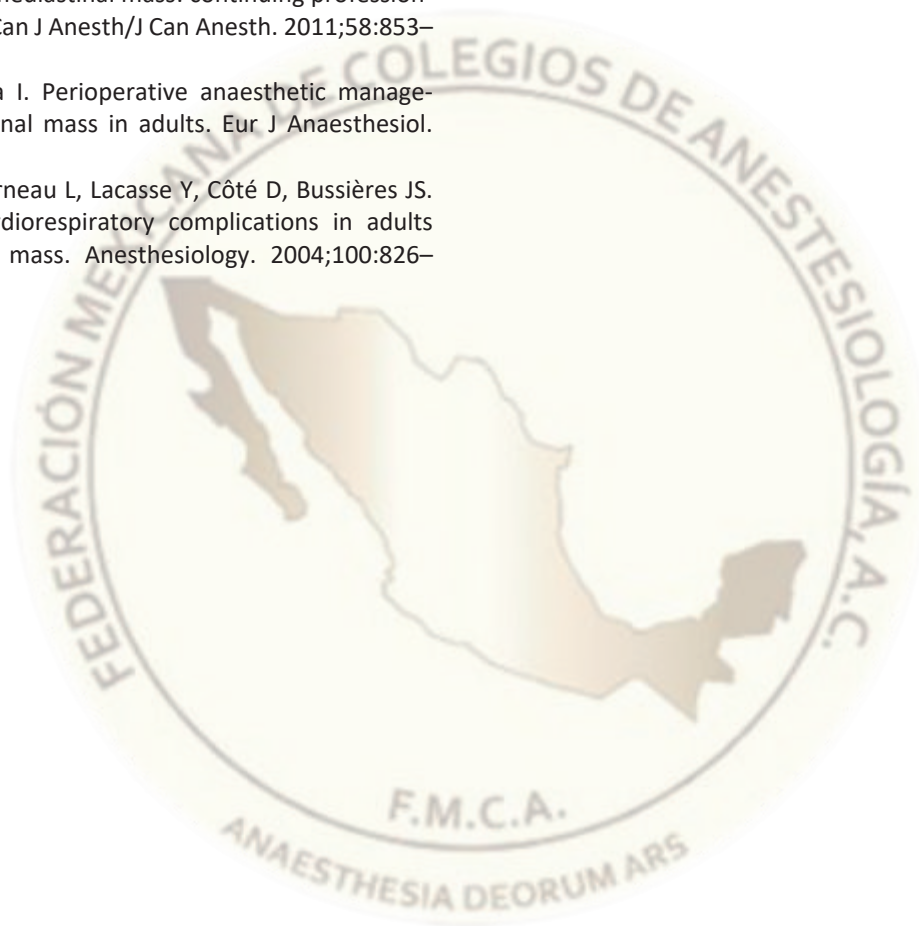 nediastinal mass: continuing profession-
Can J Anesth/J Can Anesth. 2011;58:853–
a I. Perioperative anaesthetic manage-
nal mass in adults. Eur J Anaesthesiol.
rneau L, Lacasse Y, Côté D, Bussières JS.
rdiorespiratory complications in adults
mass. Anesthesiology. 2004;100:826–
FEDERACIÓN MEXICANA DE COLEGIOS DE ANESTESIOLOGÍA, A.C.
F.M.C.A.
ANAESTHESIA DEORUM ARS